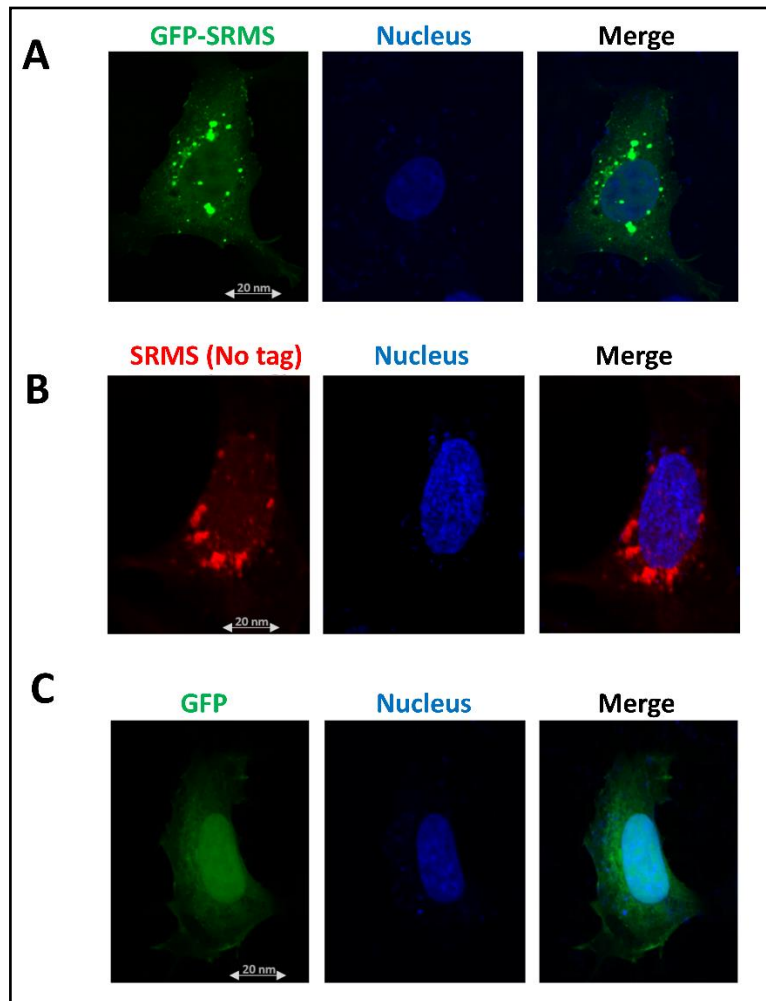 A
GFP-SRMS Nucleus Merge
20 nm
B
SRMS (No tag) Nucleus Merge
20 nm
C
GFP Nucleus Merge
20 nm